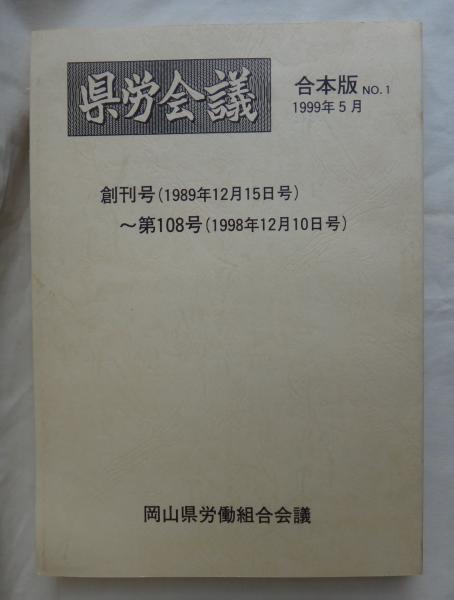 県労会議
合本版 NO.1
1999年5月
創刊号(1989年12月15日号)
〜第108号(1998年12月10日号)
岡山県労働組合会議